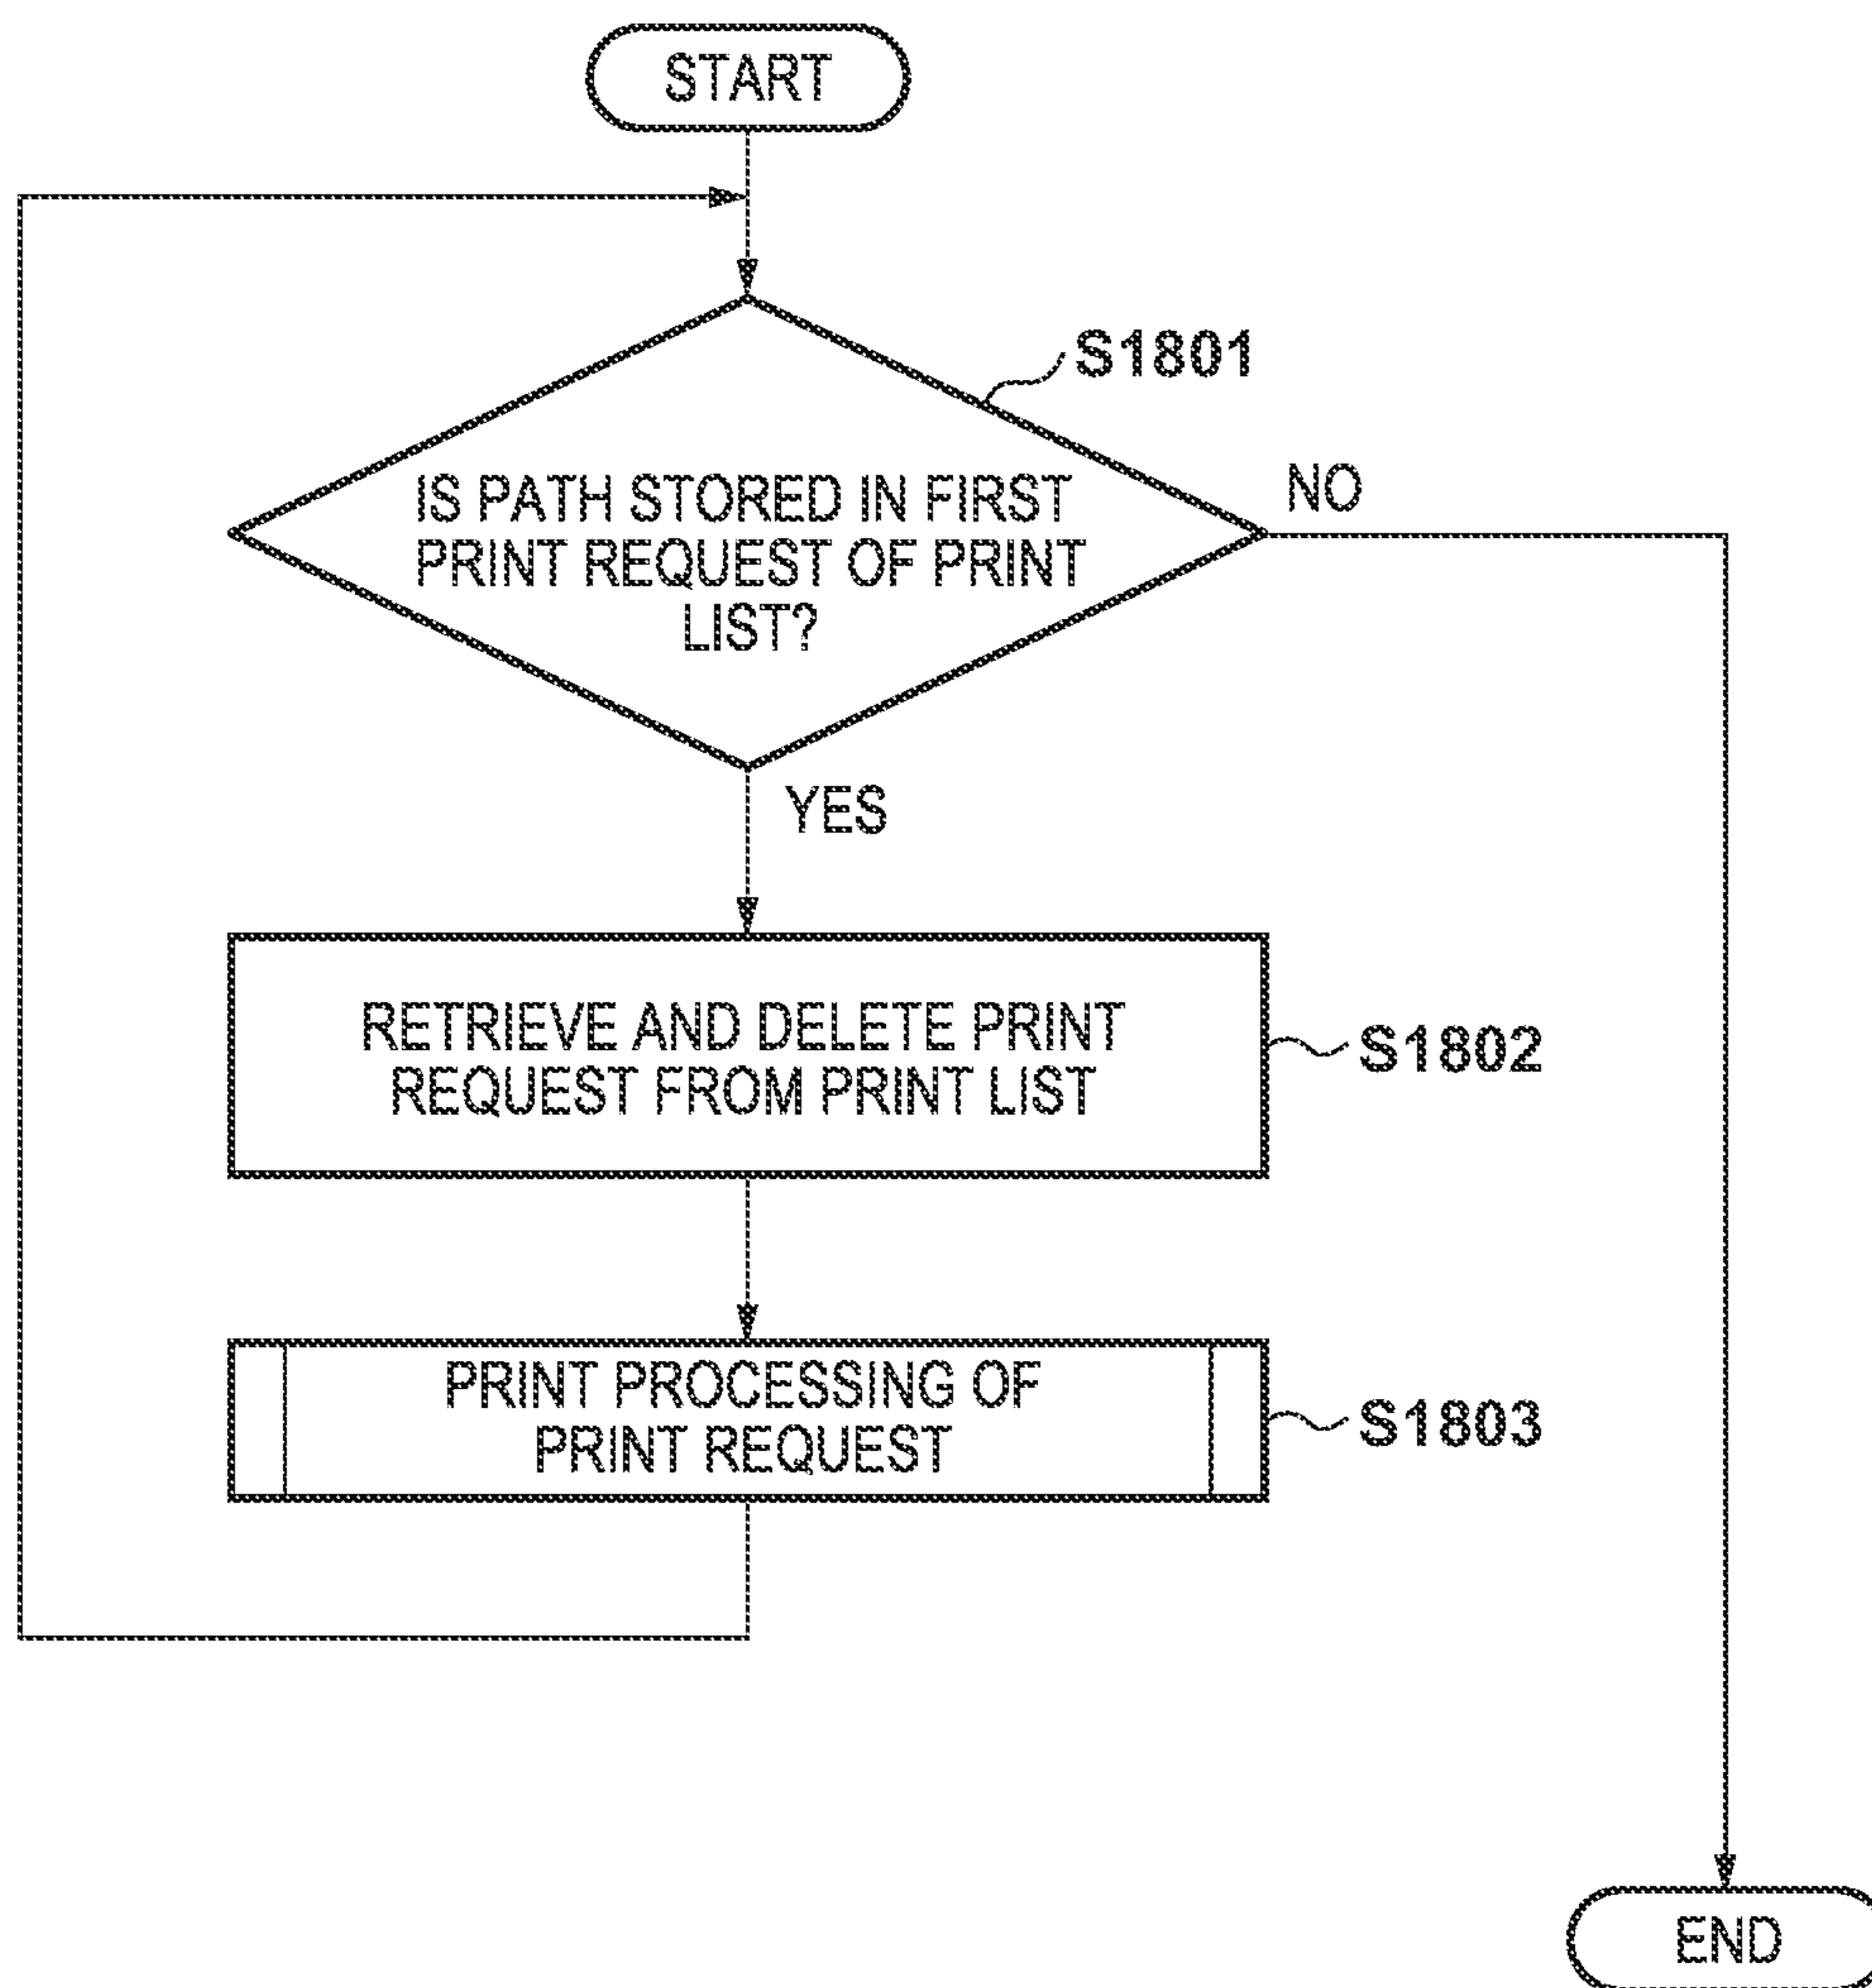 START
S1801
IS PATH STORED IN FIRST
PRINT REQUEST OF PRINT
LIST?
NO
YES
RETRIEVE AND DELETE PRINT
REQUEST FROM PRINT LIST
S1802
PRINT PROCESSING OF
PRINT REQUEST
S1803
END